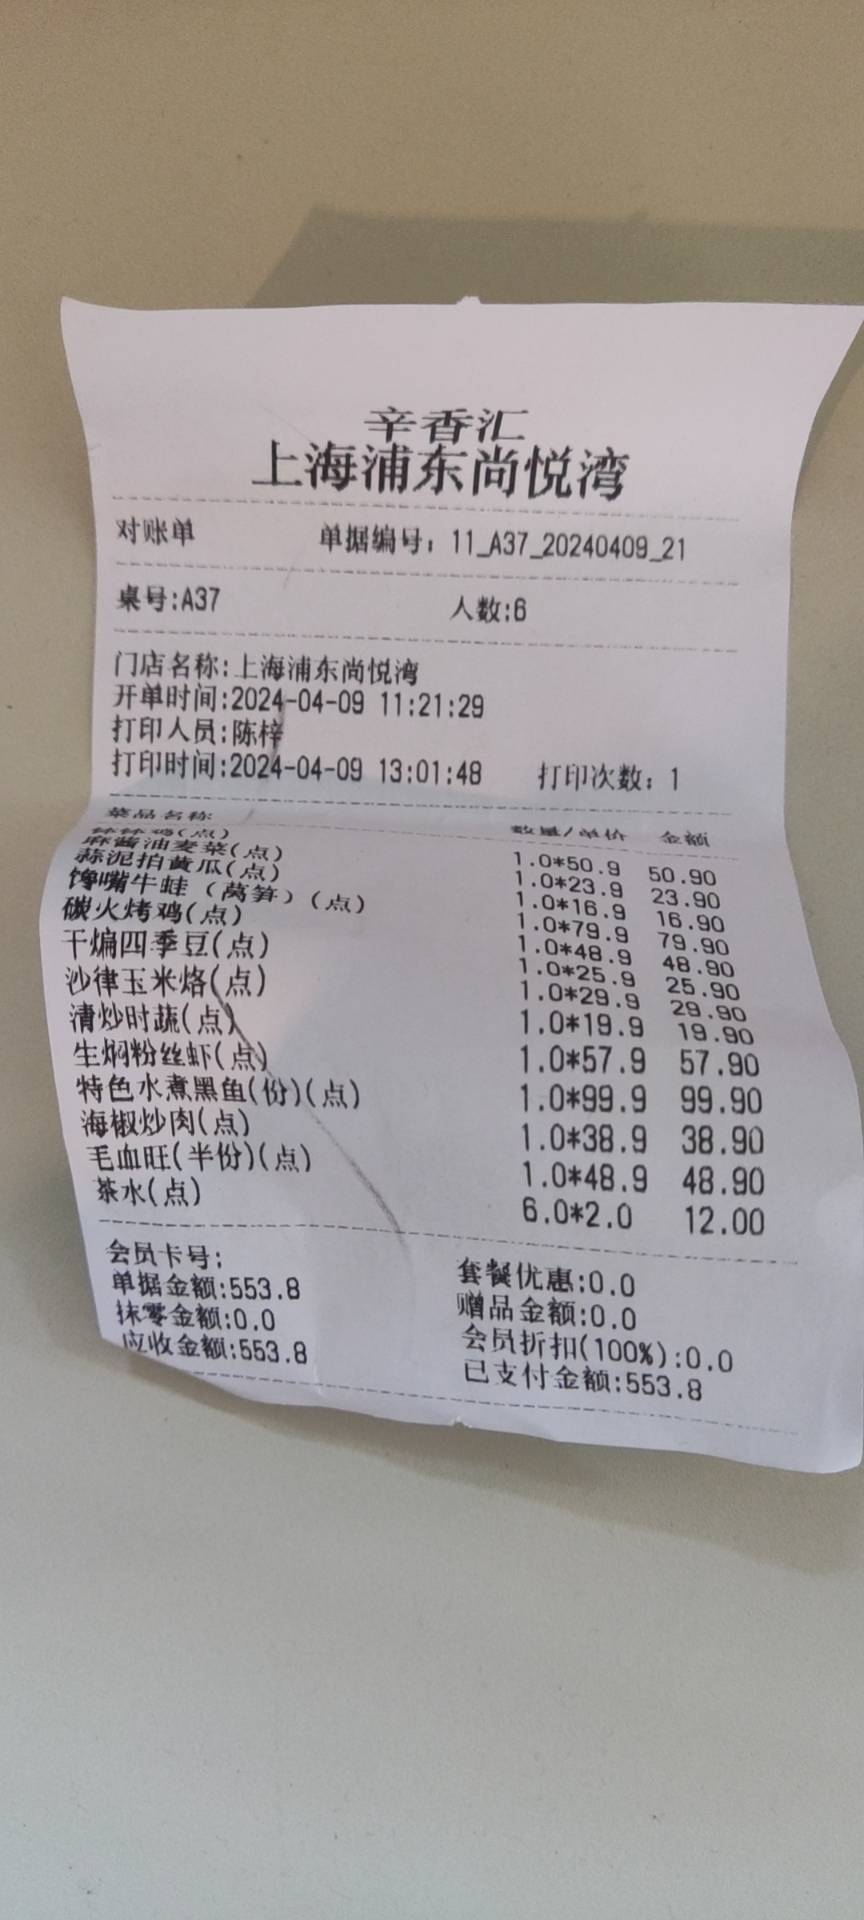 辛香汇
上海浦东尚悦湾
对账单 单据编号：11_A37_20240409_21
桌号:A37 人数:6
门店名称:上海浦东尚悦湾
开单时间:2024-04-09 11:21:29
打印人员:陈梓
打印时间:2024-04-09 13:01:48 打印次数：1
菜品名称 数量/单价 金额
钵钵鸡(点) 1.0*50.9 50.90
麻酱油麦菜(点) 1.0*23.9 23.90
蒜泥拍黄瓜(点) 1.0*16.9 16.90
馋嘴牛蛙（莴笋）(点) 1.0*79.9 79.90
碳火烤鸡(点) 1.0*48.9 48.90
干煸四季豆(点) 1.0*25.9 25.90
沙律玉米烙(点) 1.0*29.9 29.90
清炒时蔬(点) 1.0*19.9 19.90
生焖粉丝虾(点) 1.0*57.9 57.90
特色水煮黑鱼(份)(点) 1.0*99.9 99.90
海椒炒肉(点) 1.0*38.9 38.90
毛血旺(半份)(点) 1.0*48.9 48.90
茶水(点) 6.0*2.0 12.00
会员卡号: 套餐优惠:0.0
单据金额:553.8 赠品金额:0.0
抹零金额:0.0 会员折扣(100%):0.0
应收金额:553.8 已支付金额:553.8